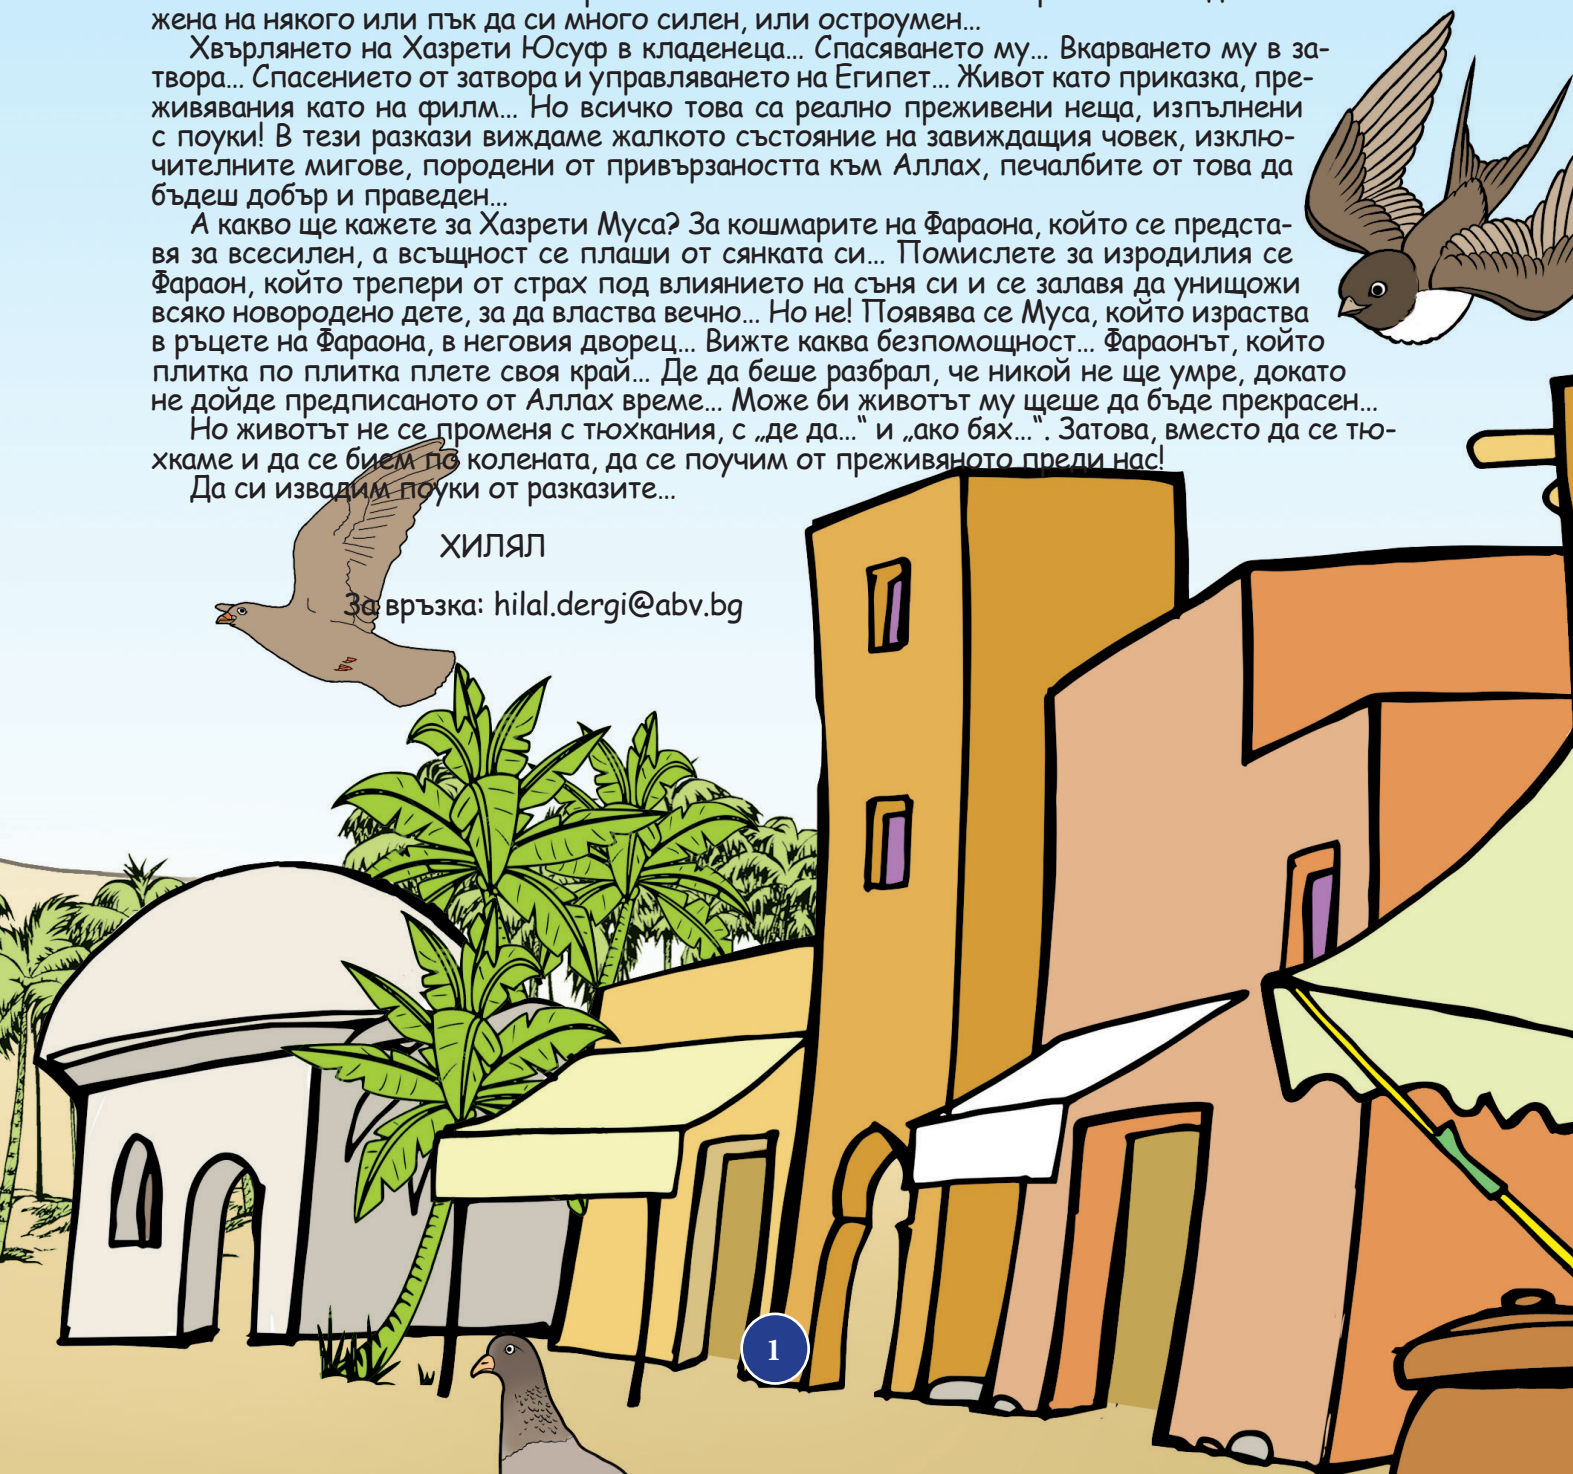 жена на някого или пък да си много силен, или остроумен...
Хвърлянето на Хазрети Юсуф в кладенеца... Спасяването му... Вкарването му в за-
твора... Спасението от затвора и управляването на Египет... Живот като приказка, пре-
живявания като на филм... Но всичко това са реално преживени неща, изпълнени
с поуки! В тези разкази виждаме жалкото състояние на завиждащия човек, изклю-
чителните мигове, породени от привързаността към Аллах, печалбите от това да
бъдеш добър и праведен...
А какво ще кажете за Хазрети Муса? За кошмарите на Фараона, който се предста-
вя за всесилен, а всъщност се плаши от сянката си... Помислете за изродилия се
Фараон, който трепери от страх под влиянието на съня си и се залавя да унищожи
всяко новородено дете, за да властва вечно... Но не! Появява се Муса, който израства
в ръцете на Фараона, в неговия дворец... Вижте каква безпомощност... Фараонът, който
плитка по плитка плете своя край... Де да беше разбрал, че никой не ще умре, докато
не дойде предписаното от Аллах време... Може би животът му щеше да бъде прекрасен...
Но животът не се променя с тюхкания, с „де да...“ и „ако бях...“. Затова, вместо да се тю-
хкаме и да се бием по колената, да се поучим от преживяното преди нас!
Да си извадим поуки от разказите...
ХИЛЯЛ
За връзка: hilal.dergi@abv.bg
1